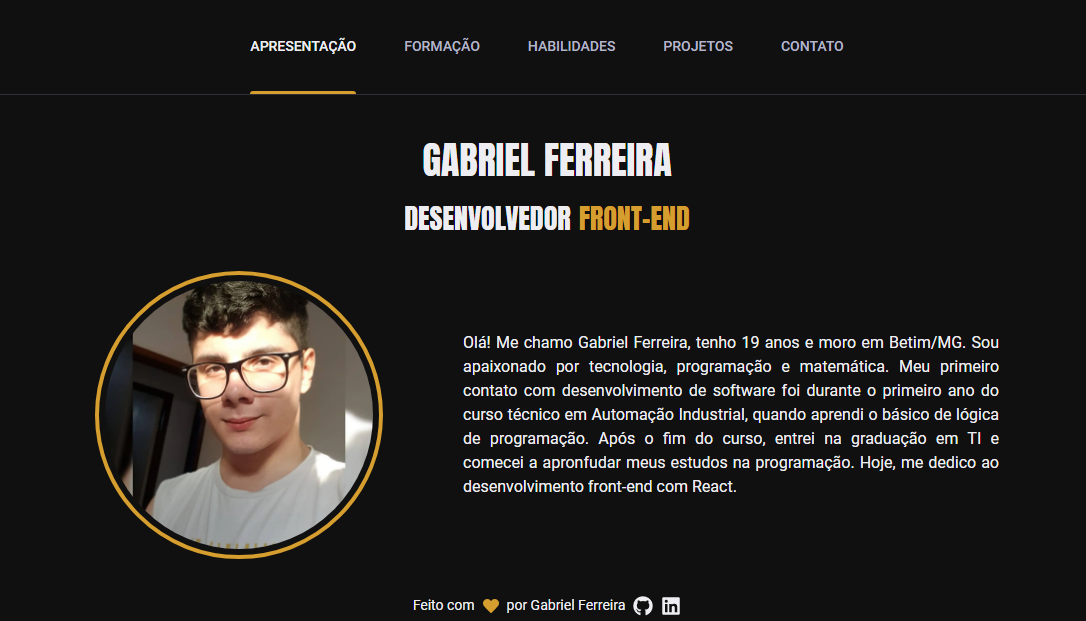 APRESENTAÇÃO FORMAÇÃO HABILIDADES PROJETOS CONTATO
GABRIEL FERREIRA
DESENVOLVEDOR FRONT-END
Olá! Me chamo Gabriel Ferreira, tenho 19 anos e moro em Betim/MG. Sou
apaixonado por tecnologia, programação e matemática. Meu primeiro
contato com desenvolvimento de software foi durante o primeiro ano do
curso técnico em Automação Industrial, quando aprendi o básico de lógica
de programação. Após o fim do curso, entrei na graduação em TI e
comecei a apronfudar meus estudos na programação. Hoje, me dedico ao
desenvolvimento front-end com React.
Feito com por Gabriel Ferreira in